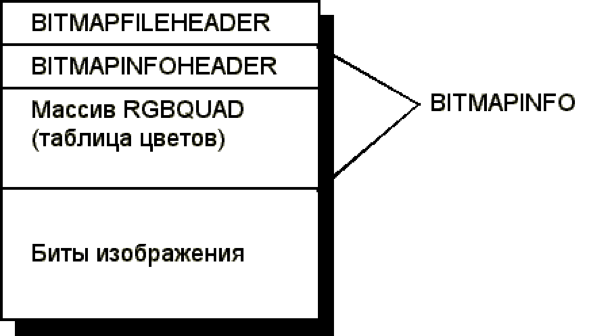 BITMAPFILEHEADER
BITMAPINFOHEADER
Массив RGBQUAD
(таблица цветов)
BITMAPINFO
Биты изображения